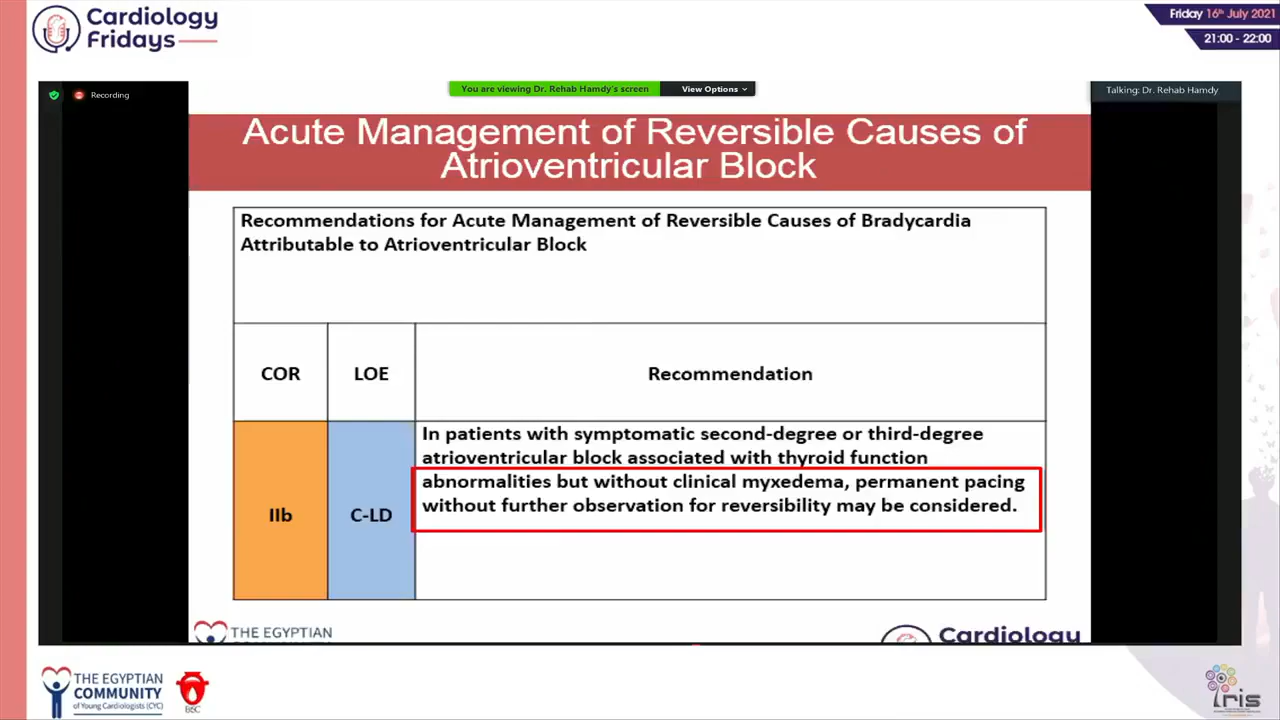 Cardiology
Fridays
Friday 16th July 2021
21:00 - 22:00
Recording
You are viewing Dr. Rehab Hamdy's screen
View Options
Talking: Dr. Rehab Hamdy
Acute Management of Reversible Causes of
Atrioventricular Block
Recommendations for Acute Management of Reversible Causes of Bradycardia
Attributable to Atrioventricular Block
COR
LOE
Recommendation
IIb
C-LD
In patients with symptomatic second-degree or third-degree
atrioventricular block associated with thyroid function
abnormalities but without clinical myxedema, permanent pacing
without further observation for reversibility may be considered.
THE EGYPTIAN
Cardiology
THE EGYPTIAN
COMMUNITY
of Young Cardiologists (CYC)
iris